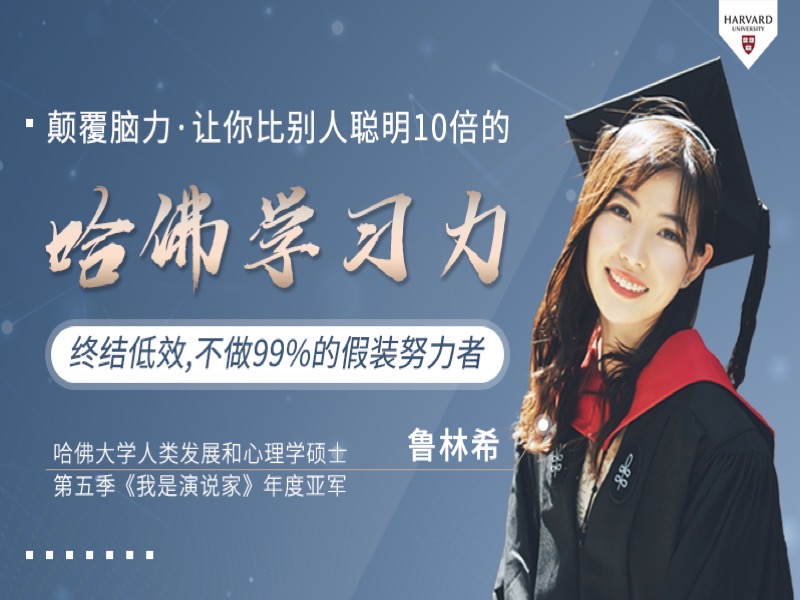 HARVARD
UNIVERSITY
颠覆脑力·让你比别人聪明10倍的
哈佛学习力
终结低效,不做99%的假装努力者
哈佛大学人类发展和心理学硕士
鲁林希
第五季《我是演说家》年度亚军